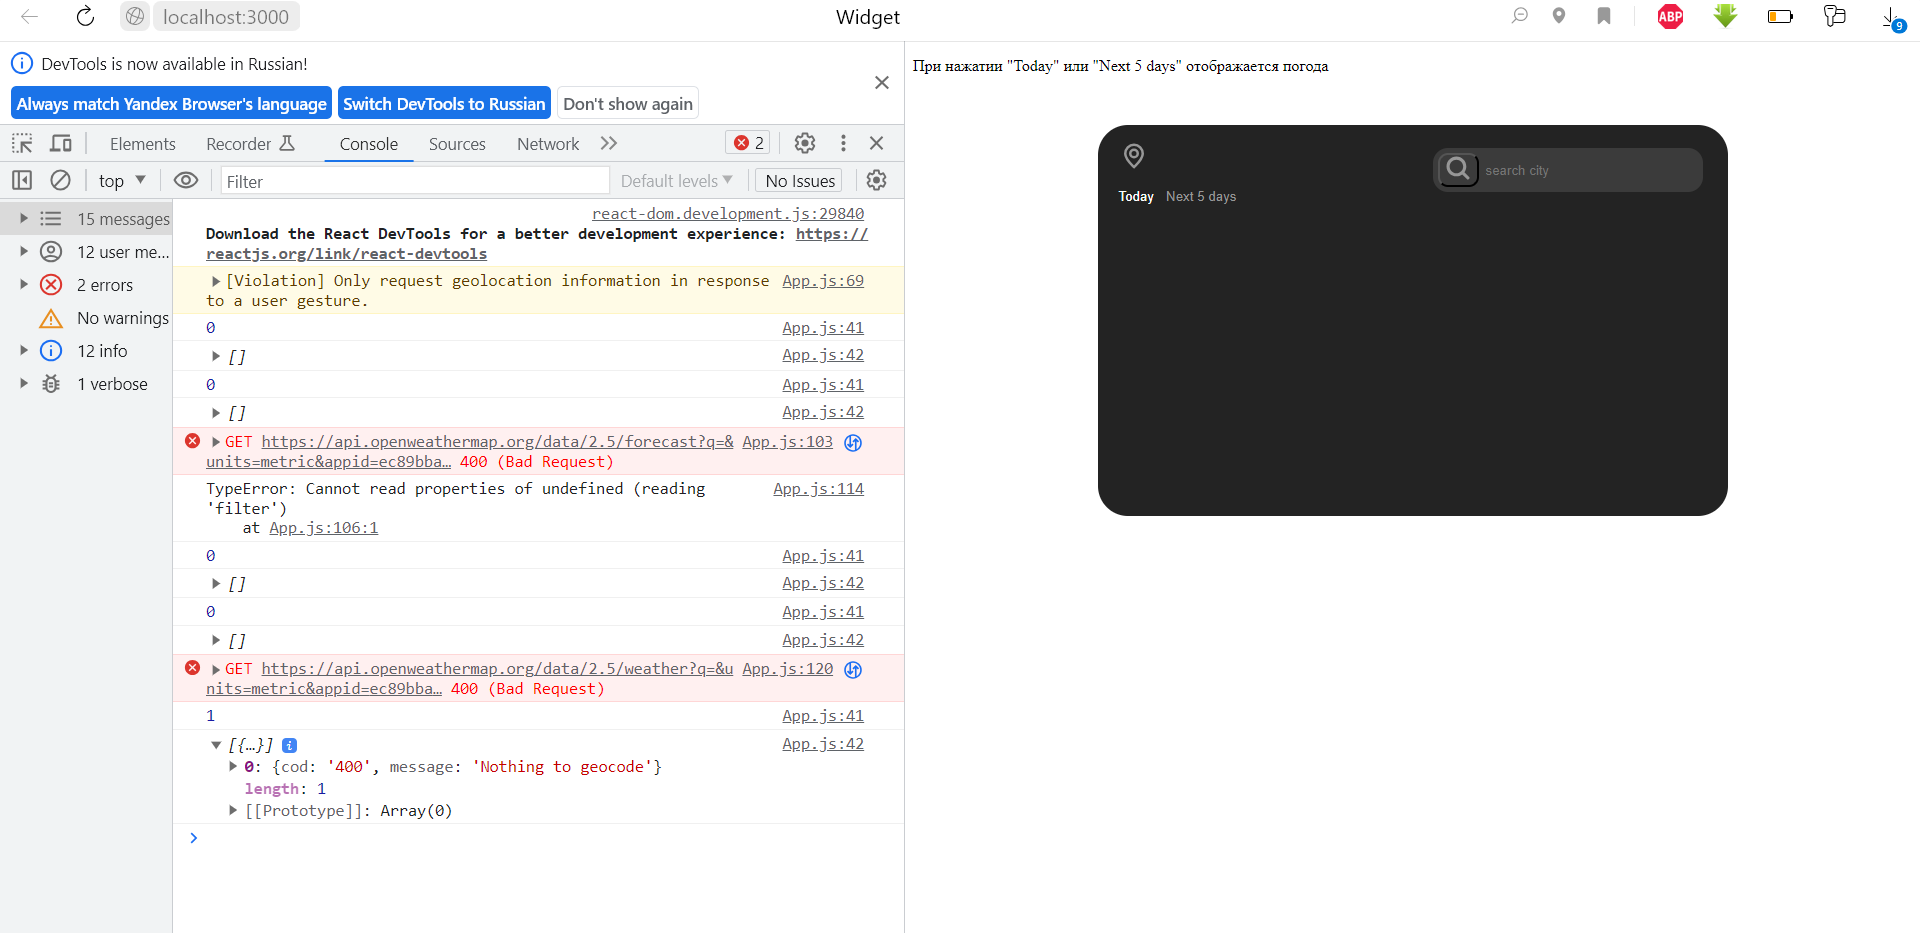 localhost:3000
Widget
ABP
9
DevTools is now available in Russian!
Always match Yandex Browser's language
Switch DevTools to Russian
Don't show again
Elements
Recorder
Console
Sources
Network
2
top
Filter
Default levels
No Issues
15 messages
12 user me...
2 errors
No warnings
12 info
1 verbose
react-dom.development.js:29840
Download the React DevTools for a better development experience: https://
reactjs.org/link/react-devtools
[Violation] Only request geolocation information in response App.js:69
to a user gesture.
0 App.js:41
[] App.js:42
0 App.js:41
[] App.js:42
GET https://api.openweathermap.org/data/2.5/forecast?q=& App.js:103
units=metric&appid=ec89bba… 400 (Bad Request)
TypeError: Cannot read properties of undefined (reading App.js:114
'filter')
at App.js:106:1
0 App.js:41
[] App.js:42
0 App.js:41
[] App.js:42
GET https://api.openweathermap.org/data/2.5/weather?q=&u App.js:120
nits=metric&appid=ec89bba… 400 (Bad Request)
1 App.js:41
[{…}] i App.js:42
0: {cod: '400', message: 'Nothing to geocode'}
length: 1
[[Prototype]]: Array(0)
При нажатии "Today" или "Next 5 days" отображается погода
search city
Today Next 5 days